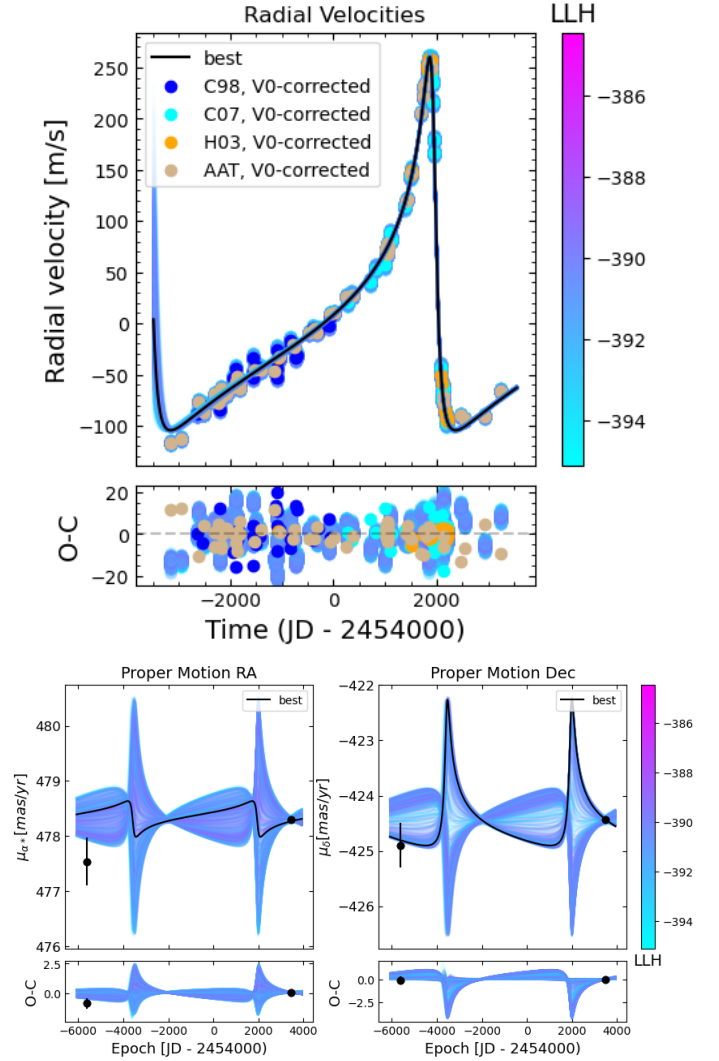 Radial Velocities
LLH
best
C98, V0-corrected
C07, V0-corrected
H03, V0-corrected
AAT, V0-corrected
Radial velocity [m/s]
250
200
150
100
50
0
−50
−100
−386
−388
−390
−392
−394
O-C
20
0
−20
−2000
0
2000
Time (JD - 2454000)
Proper Motion RA
best
μα*[mas/yr]
480
479
478
477
476
O-C
2.5
0.0
−6000
−4000
−2000
0
2000
4000
Epoch [JD - 2454000]
Proper Motion Dec
best
μδ[mas/yr]
−422
−423
−424
−425
−426
−386
−388
−390
−392
−394
LLH
O-C
0.0
−2.5
−6000
−4000
−2000
0
2000
4000
Epoch [JD - 2454000]